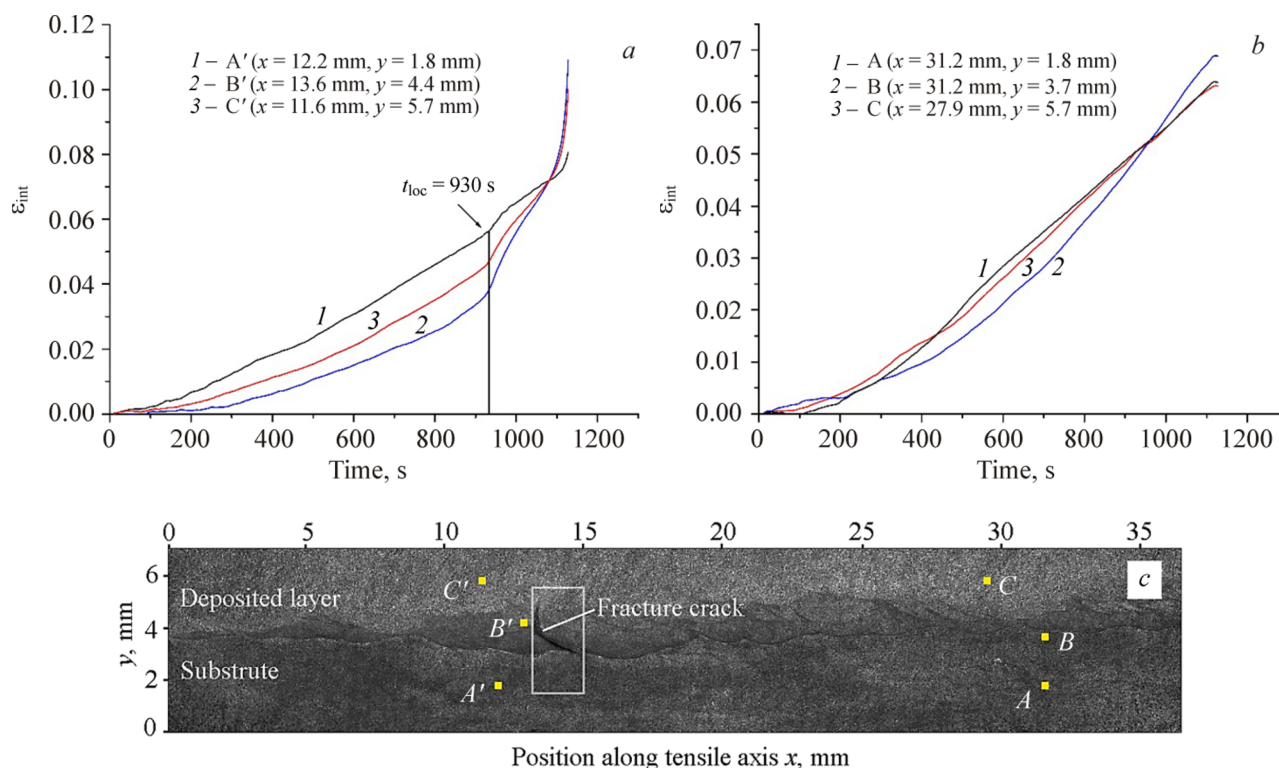 a
1 – A′ (x = 12.2 mm, y = 1.8 mm)
2 – B′ (x = 13.6 mm, y = 4.4 mm)
3 – C′ (x = 11.6 mm, y = 5.7 mm)
0.12
0.10
0.08
0.06
0.04
0.02
0.00
εint
tloc = 930 s
1
3
2
0 200 400 600 800 1000 1200
Time, s
b
1 – A (x = 31.2 mm, y = 1.8 mm)
2 – B (x = 31.2 mm, y = 3.7 mm)
3 – C (x = 27.9 mm, y = 5.7 mm)
0.07
0.06
0.05
0.04
0.03
0.02
0.01
0.00
εint
1
3
2
0 200 400 600 800 1000 1200
Time, s
0 5 10 15 20 25 30 35
c
6
4
2
0
y, mm
C′
C
Deposited layer
Fracture crack
B′
B
Substrute
A′
A
Position along tensile axis x, mm